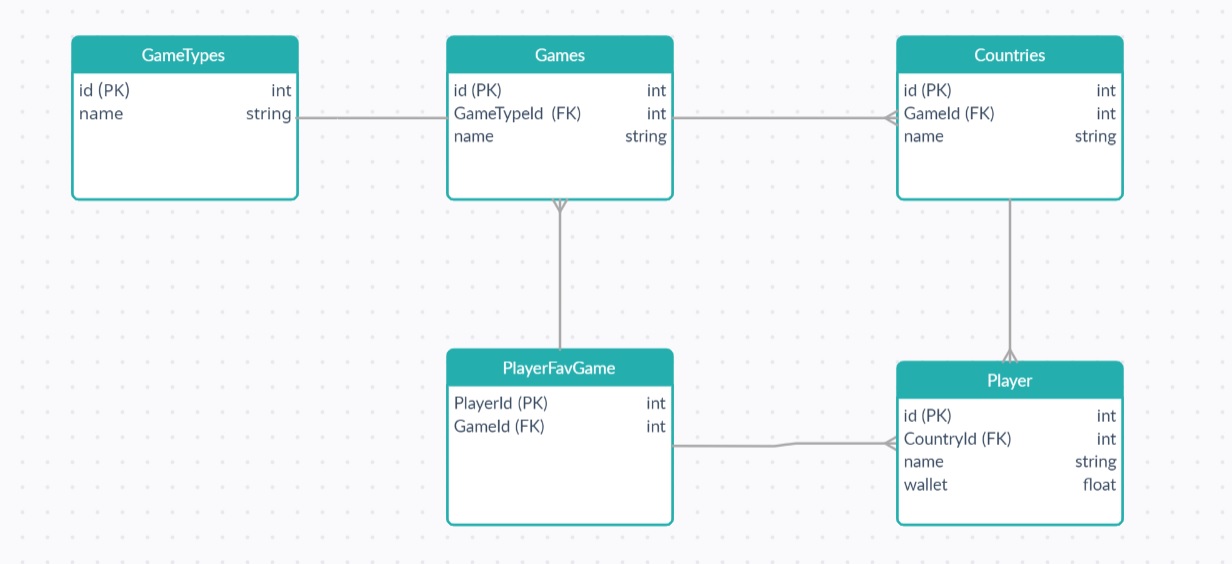 GameTypes
id (PK) int
name string
Games
id (PK) int
GameTypeId (FK) int
name string
Countries
id (PK) int
GameId (FK) int
name string
PlayerFavGame
PlayerId (PK) int
GameId (FK) int
Player
id (PK) int
CountryId (FK) int
name string
wallet float